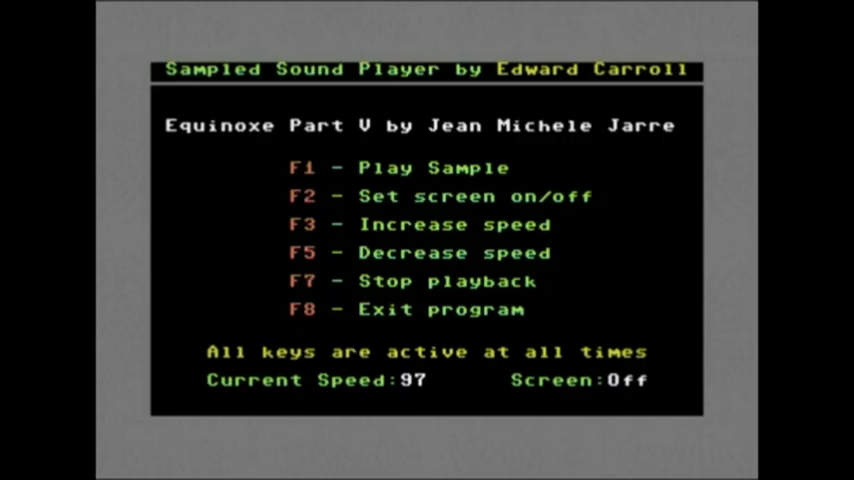 Sampled Sound Player by Edward Carroll
Equinoxe Part V by Jean Michele Jarre
F1 - Play Sample
F2 - Set screen on/off
F3 - Increase speed
F5 - Decrease speed
F7 - Stop playback
F8 - Exit program
All keys are active at all times
Current Speed:97 Screen:Off